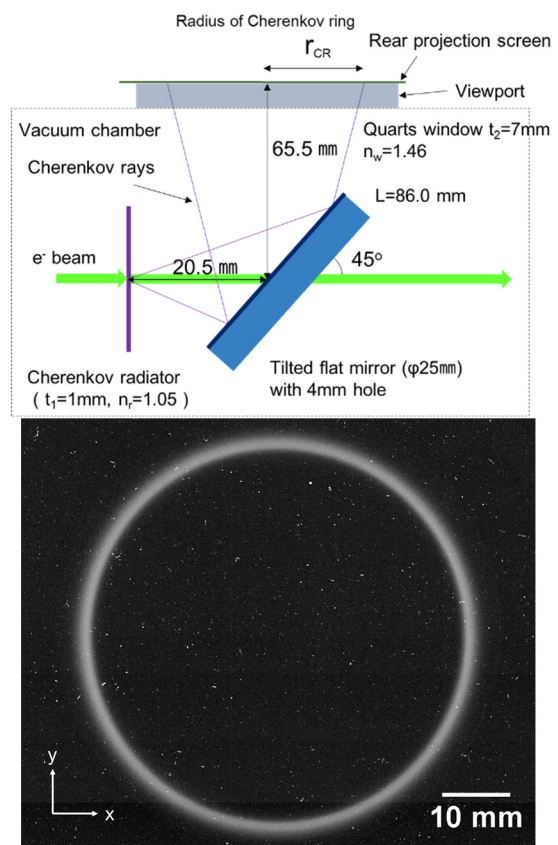 Radius of Cherenkov ring
rCR
Rear projection screen
Viewport
Vacuum chamber
Quarts window t2=7mm
nw=1.46
65.5 mm
Cherenkov rays
L=86.0 mm
e- beam
20.5 mm
45o
Tilted flat mirror (φ25mm)
with 4mm hole
Cherenkov radiator
( t1=1mm, nr=1.05 )
y
x
10 mm